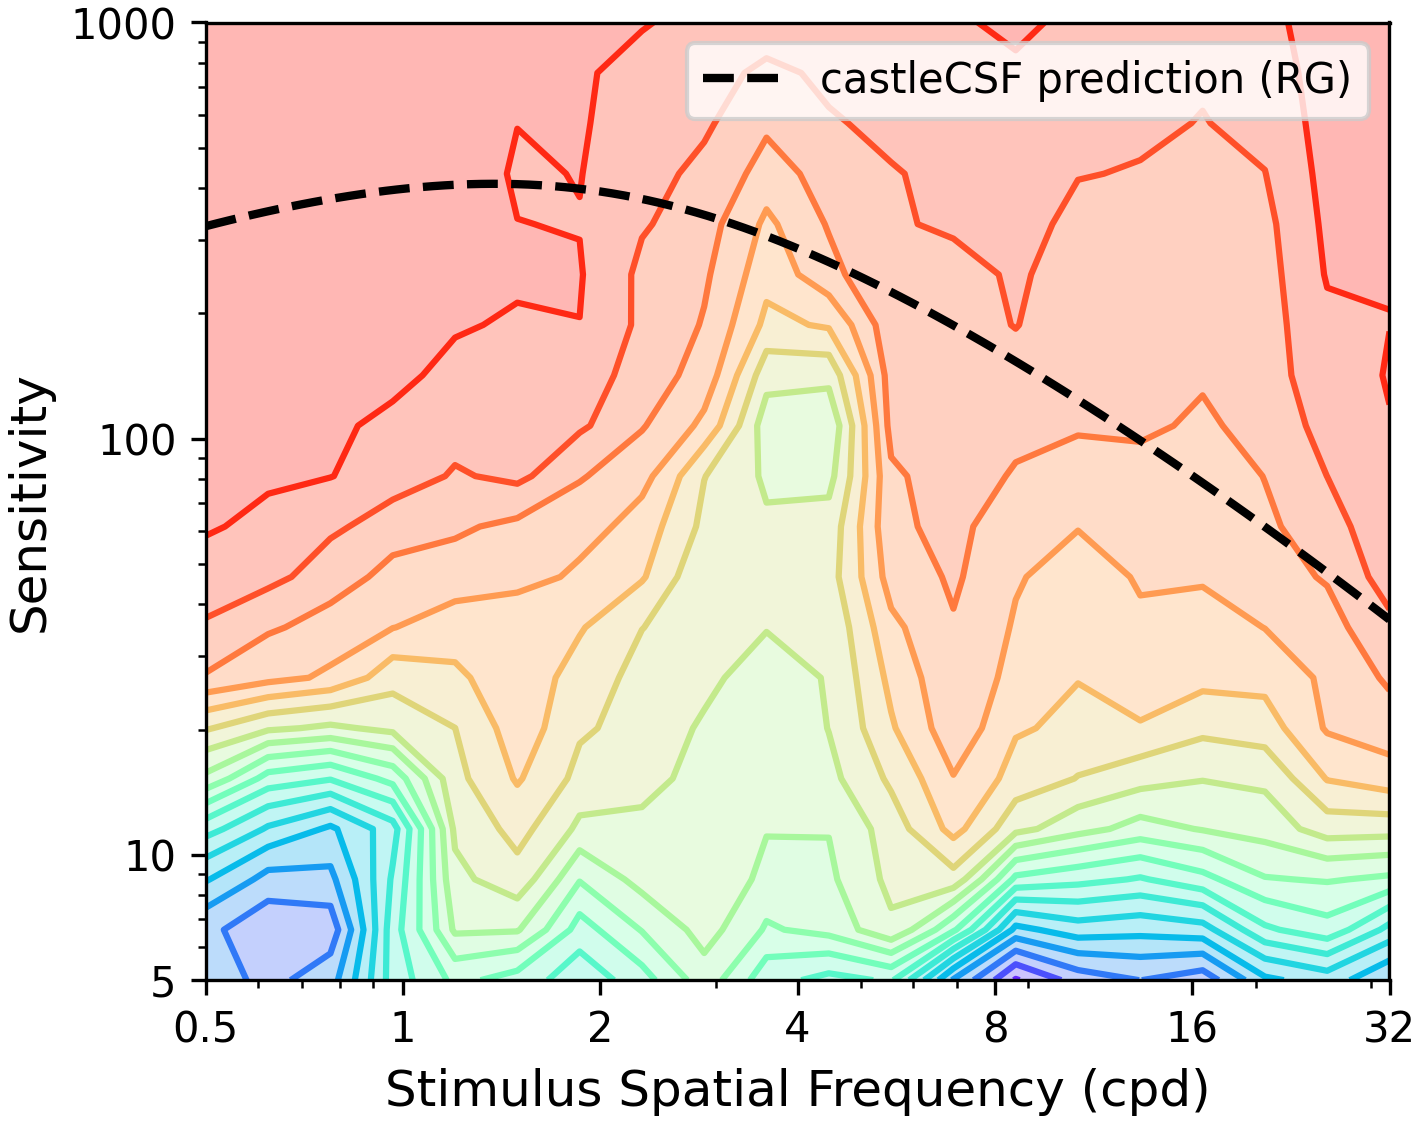 1000
castleCSF prediction (RG)
Sensitivity
100
10
5
0.5 1 2 4 8 16 32
Stimulus Spatial Frequency (cpd)